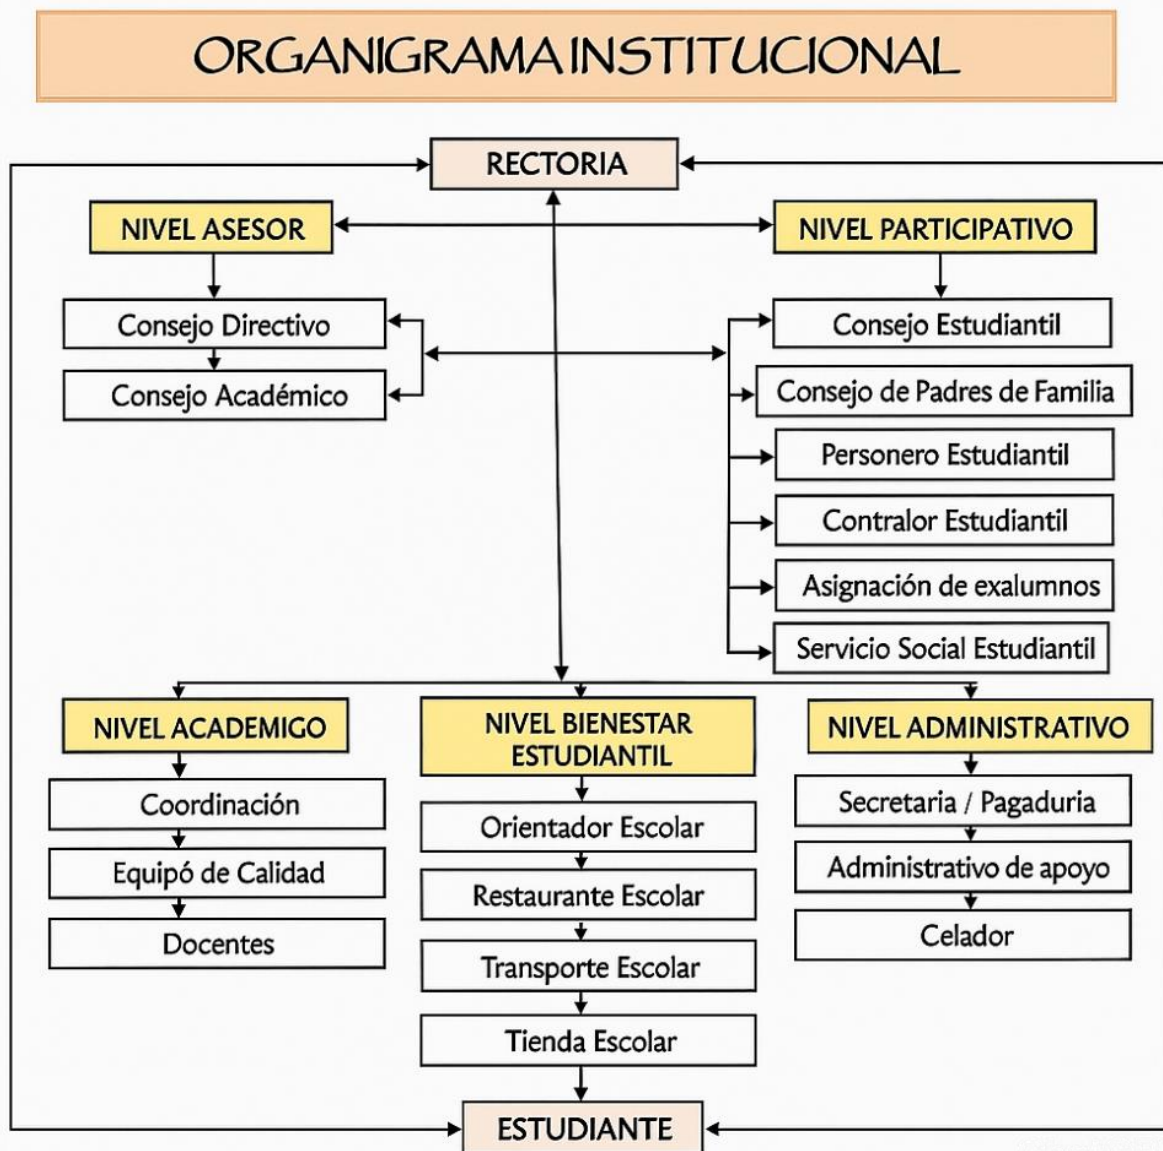 ORGANIGRAMA INSTITUCIONAL
RECTORIA
NIVEL ASESOR
NIVEL PARTICIPATIVO
Consejo Directivo
Consejo Académico
Consejo Estudiantil
Consejo de Padres de Familia
Personero Estudiantil
Contralor Estudiantil
Asignación de exalumnos
Servicio Social Estudiantil
NIVEL ACADEMIGO
Coordinación
Equipó de Calidad
Docentes
NIVEL BIENESTAR
ESTUDIANTIL
Orientador Escolar
Restaurante Escolar
Transporte Escolar
Tienda Escolar
NIVEL ADMINISTRATIVO
Secretaria / Pagaduria
Administrativo de apoyo
Celador
ESTUDIANTE